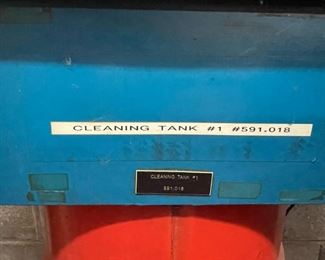 CLEANING TANK #1 #591.018
CLEANING TANK #1
591.018